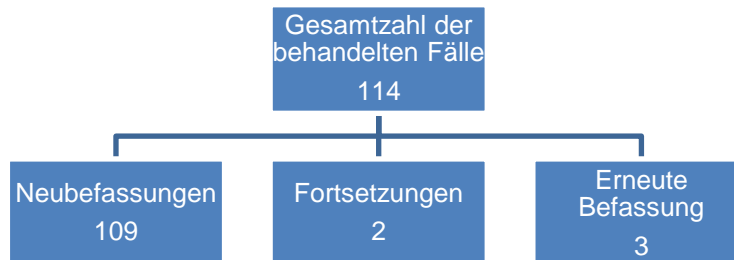 Gesamtzahl der
behandelten Fälle
114
Neubefassungen
109
Fortsetzungen
2
Erneute
Befassung
3